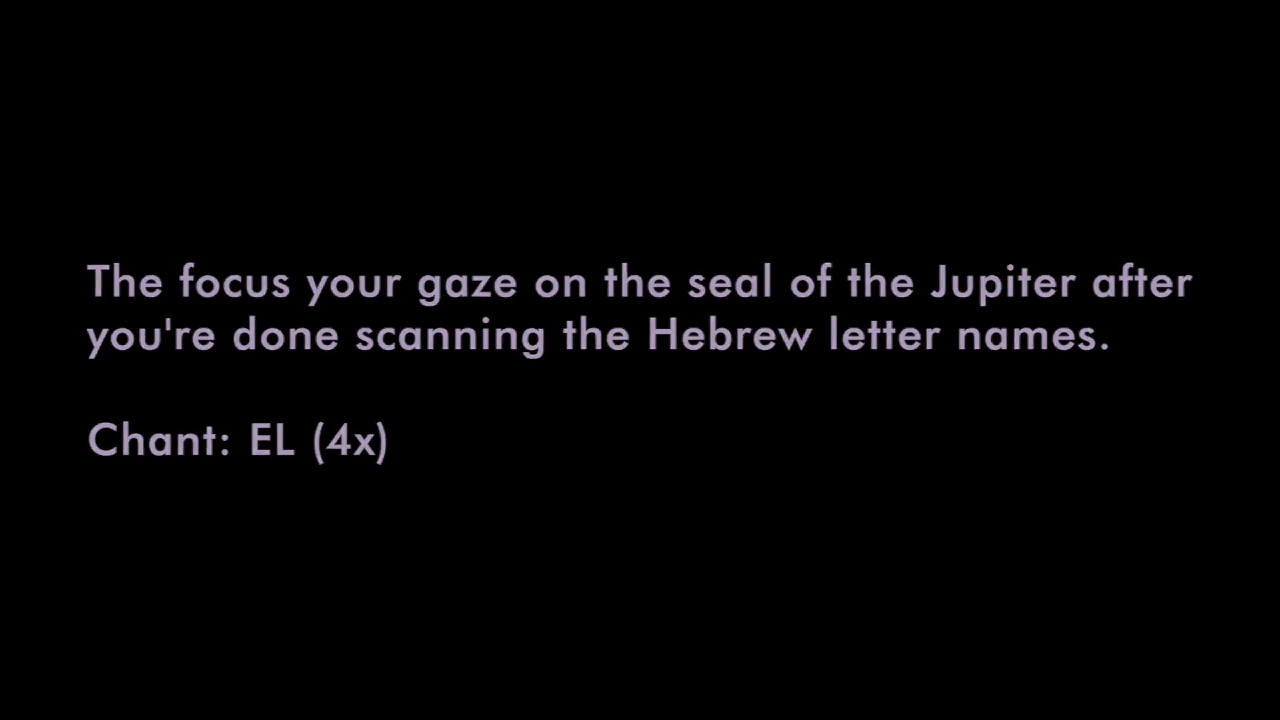 The focus your gaze on the seal of the Jupiter after
you're done scanning the Hebrew letter names.
Chant: EL (4x)